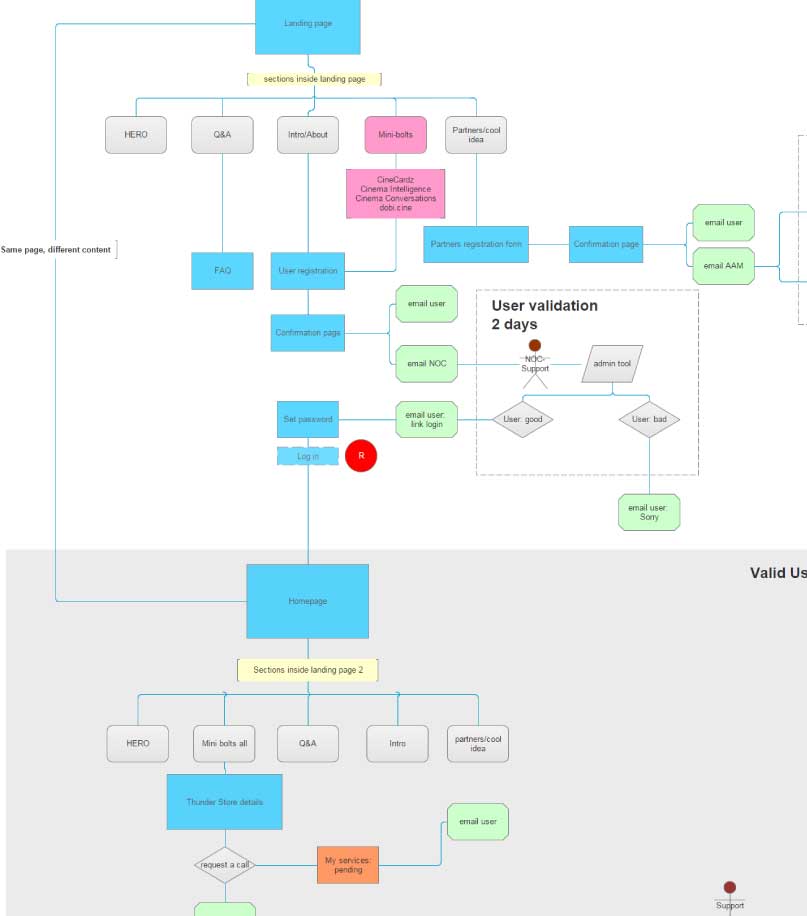 Landing page
sections inside landing page
HERO
Q&A
Intro/About
Mini-bolts
Partners/cool
idea
CineCardz
Cinema Intelligence
Cinema Conversations
dobi.cine
Same page, different content
FAQ
User registration
Partners registration form
Confirmation page
email user
email AAM
Confirmation page
email user
email NOC
User validation
2 days
NOC-
Support
admin tool
Set password
email user:
link login
User: good
User: bad
Log in
R
email user:
Sorry
Valid Us
Homepage
Sections inside landing page 2
HERO
Mini bolts all
Q&A
Intro
partners/cool
idea
Thunder Store details
email user
request a call
My services:
pending
Support